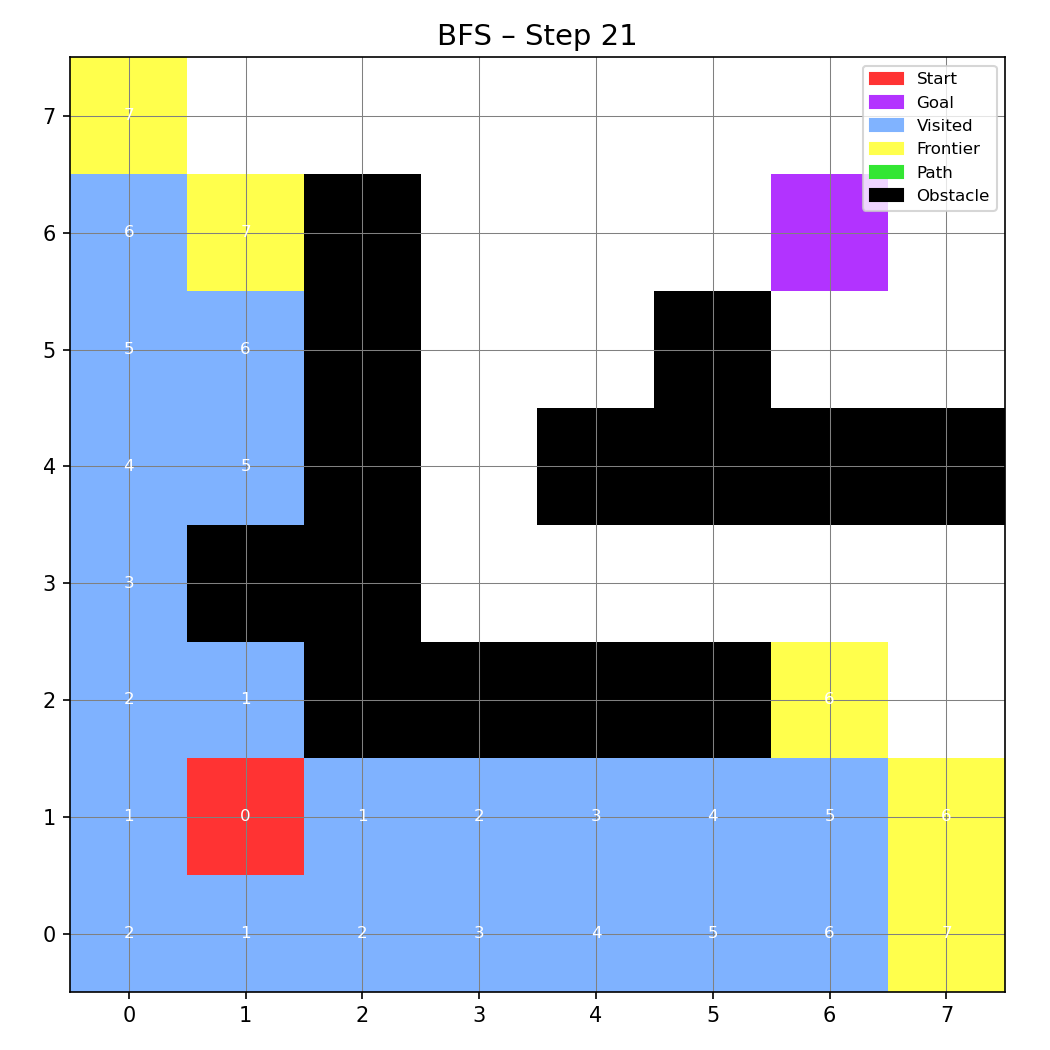 BFS – Step 21
Start
Goal
Visited
Frontier
Path
Obstacle
7 7
6 6 7
5 5 6
4 4 5
3 3
2 2 1 6
1 1 0 1 2 3 4 5 6
0 2 1 2 3 4 5 6 7
0 1 2 3 4 5 6 7